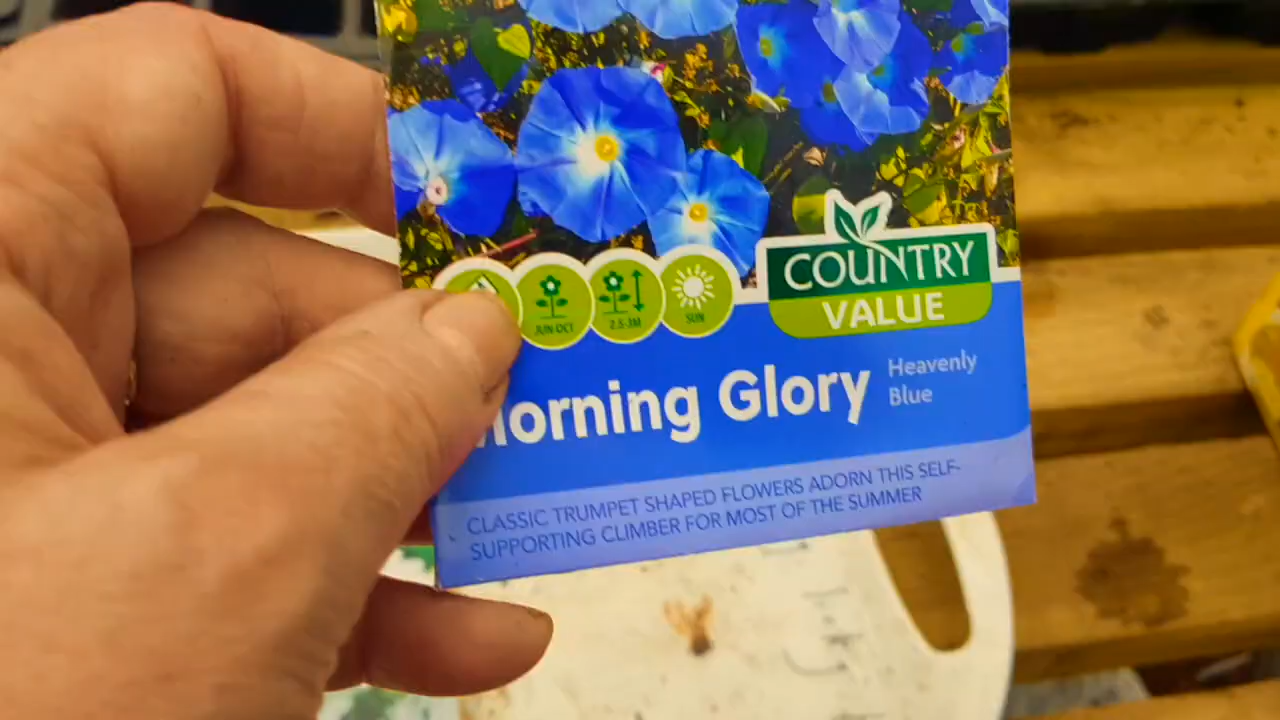 COUNTRY
VALUE
JUN OCT
2.5-3M
SUN
Morning Glory
Heavenly
Blue
CLASSIC TRUMPET SHAPED FLOWERS ADORN THIS SELF-
SUPPORTING CLIMBER FOR MOST OF THE SUMMER